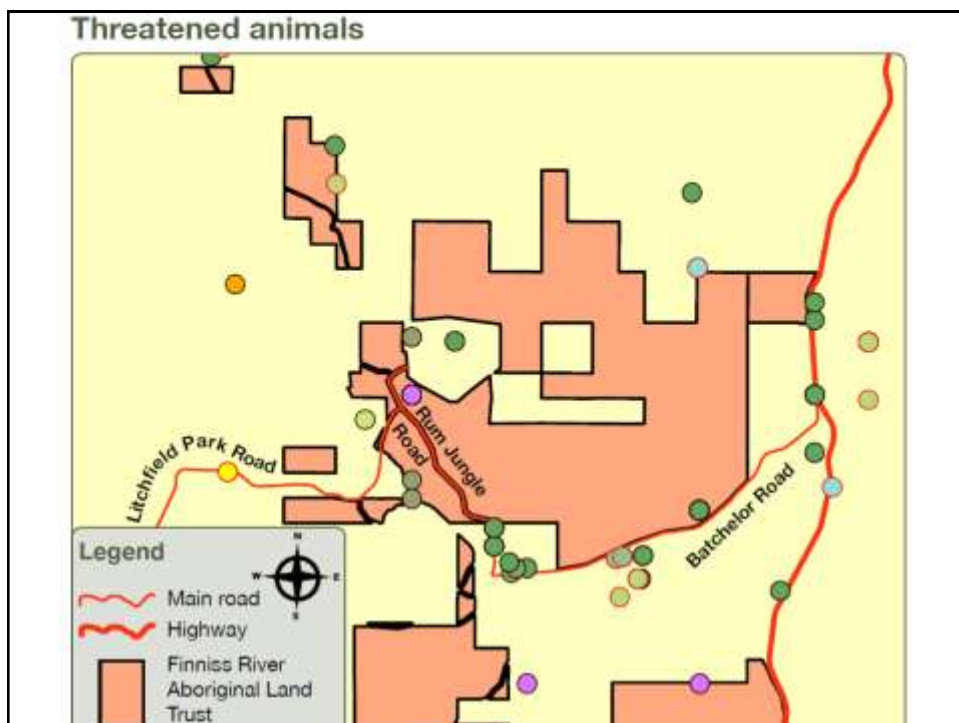 Threatened animals
Rum Jungle
Road
Litchfield Park Road
Batchelor Road
Legend
N
W
E
S
Main road
Highway
Finniss River
Aboriginal Land
Trust